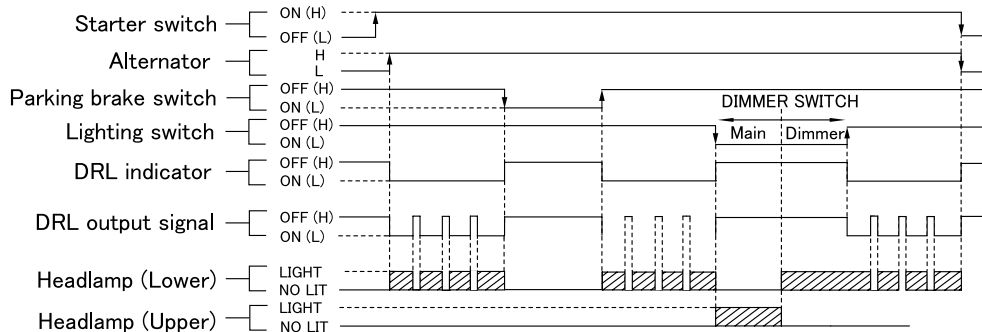 Starter switch ON (H)
OFF (L)
Alternator H
L
Parking brake switch OFF (H)
ON (L)
DIMMER SWITCH
Lighting switch OFF (H)
ON (L)
Main Dimmer
DRL indicator OFF (H)
ON (L)
DRL output signal OFF (H)
ON (L)
Headlamp (Lower) LIGHT
NO LIT
Headlamp (Upper) LIGHT
NO LIT